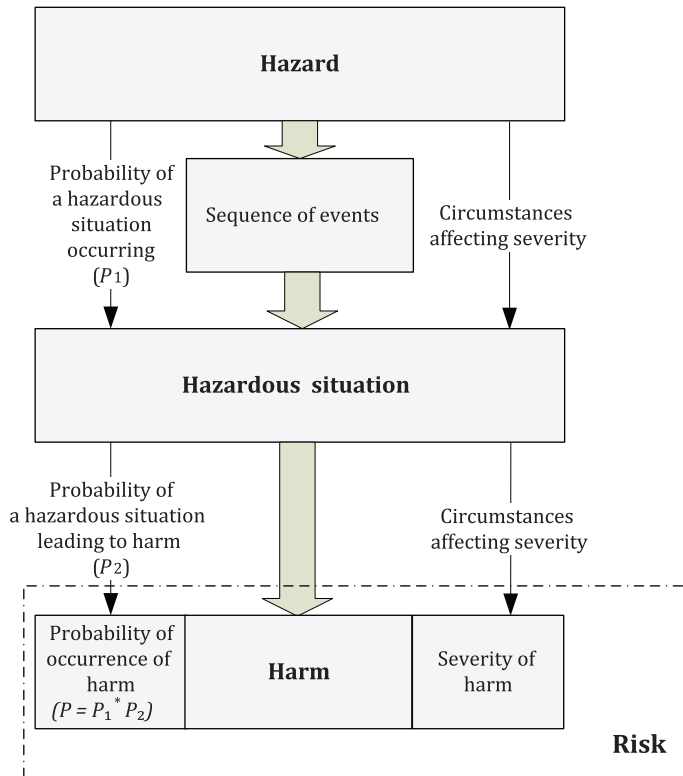 Hazard
Probability of
a hazardous
situation
occurring
(P1)
Sequence of events
Circumstances
affecting severity
Hazardous situation
Probability of
a hazardous situation
leading to harm
(P2)
Circumstances
affecting severity
Probability of
occurrence of
harm
(P = P₁* P₂)
Harm
Severity of
harm
Risk